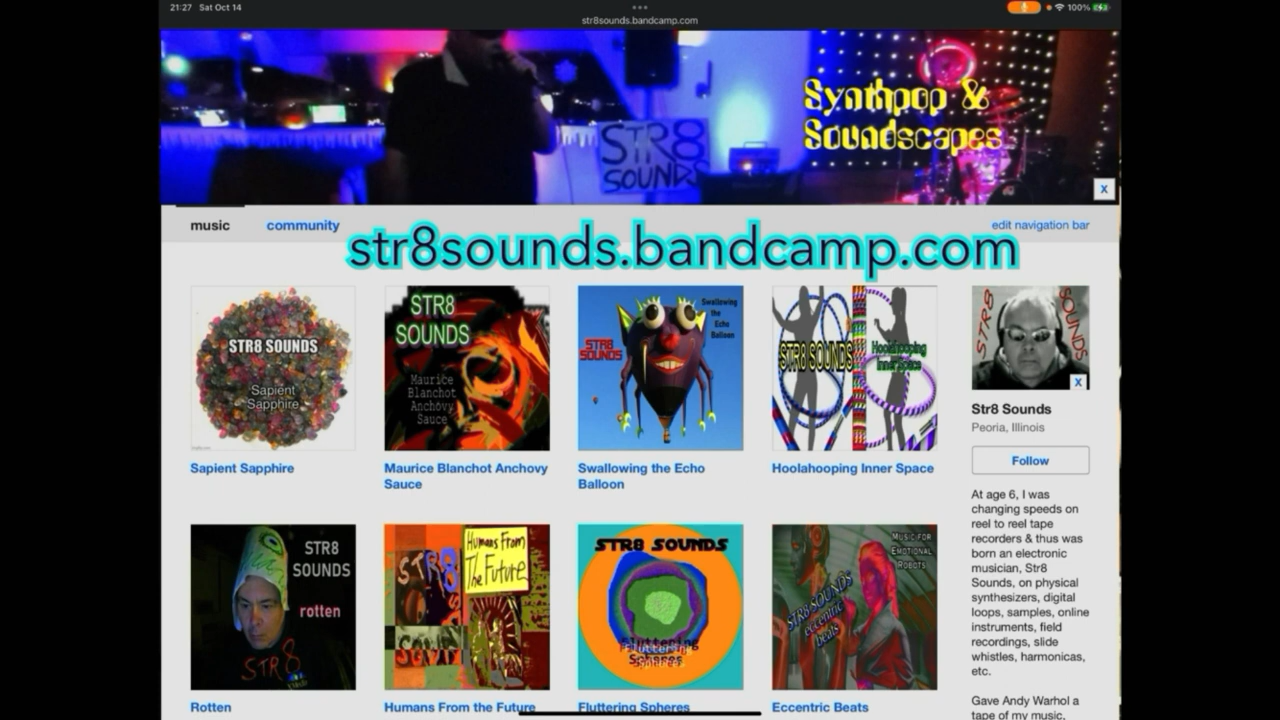 21:27 Sat Oct 14
str8sounds.bandcamp.com
100%
Synthpop &
Soundscapes
STR8
SOUNDS
X
music
community
edit navigation bar
str8sounds.bandcamp.com
STR8 SOUNDS
Sapient
Sapphire
STR8
SOUNDS
Maurice
Blanchot
Anchovy
Sauce
STR8
SOUNDS
Swallowing
the
Echo
Balloon
STR8 SOUNDS
Hoolahooping
Inner Space
STR8
SOUNDS
X
Sapient Sapphire
Maurice Blanchot Anchovy
Sauce
Swallowing the Echo
Balloon
Hoolahooping Inner Space
Str8 Sounds
Peoria, Illinois
Follow
At age 6, I was
changing speeds on
reel to reel tape
recorders & thus was
born an electronic
musician, Str8
Sounds, on physical
synthesizers, digital
loops, samples, online
instruments, field
recordings, slide
whistles, harmonicas,
etc.
Gave Andy Warhol a
tape of my music,
STR8
SOUNDS
rotten
STR8
STR8
Humans From
The Future
STR8 SOUNDS
Fluttering
Spheres
Music for
Emotional
Robots
STR8 SOUNDS
eccentric
beats
Rotten
Humans From the Future
Fluttering Spheres
Eccentric Beats